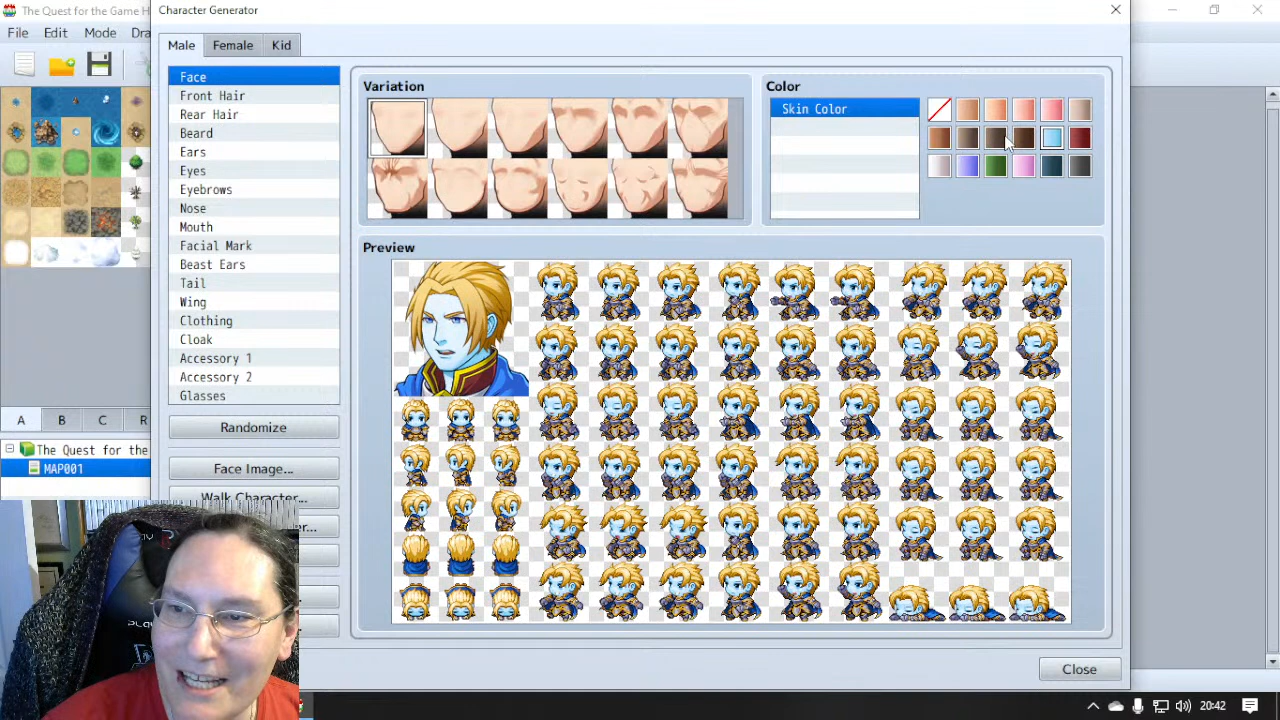 The Quest for the Game H
Character Generator
File Edit Mode Dra
Male Female Kid
Face
Front Hair
Rear Hair
Beard
Ears
Eyes
Eyebrows
Nose
Mouth
Facial Mark
Beast Ears
Tail
Wing
Clothing
Cloak
Accessory 1
Accessory 2
Glasses
Randomize
Face Image...
Walk Character...
Variation
Color
Skin Color
Preview
A B C R
The Quest for the
MAP001
Close
20:42